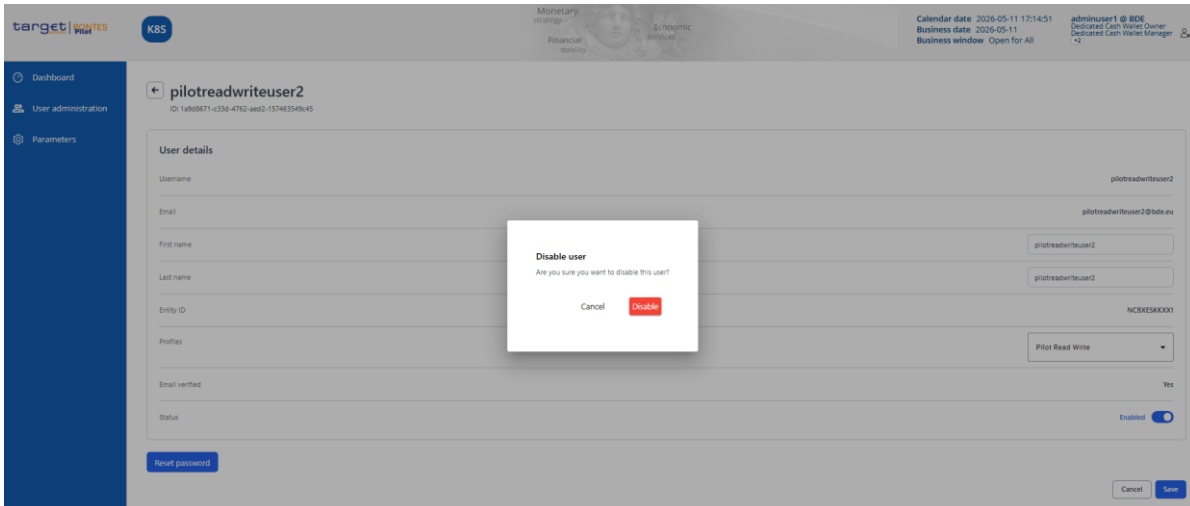 target | PONTES
Pilot
K8S
Monetary
strategy
Economic
services
Financial
stability
Calendar date 2026-05-11 17:14:51
Business date 2026-05-11
Business window Open for All
adminuser1 @ BDE
Dedicated Cash Wallet Owner
Dedicated Cash Wallet Manager
+2
Dashboard
User administration
Parameters
pilotreadwriteuser2
ID: 1a9d8671-c33d-4762-aed2-157463549c45
User details
Username pilotreadwriteuser2
Email pilotreadwriteuser2@bde.eu
First name pilotreadwriteuser2
Last name pilotreadwriteuser2
Entity ID NCBXESKKXX1
Profiles Pilot Read Write
Email verified Yes
Status Enabled
Disable user
Are you sure you want to disable this user?
Cancel Disable
Reset password
Cancel Save